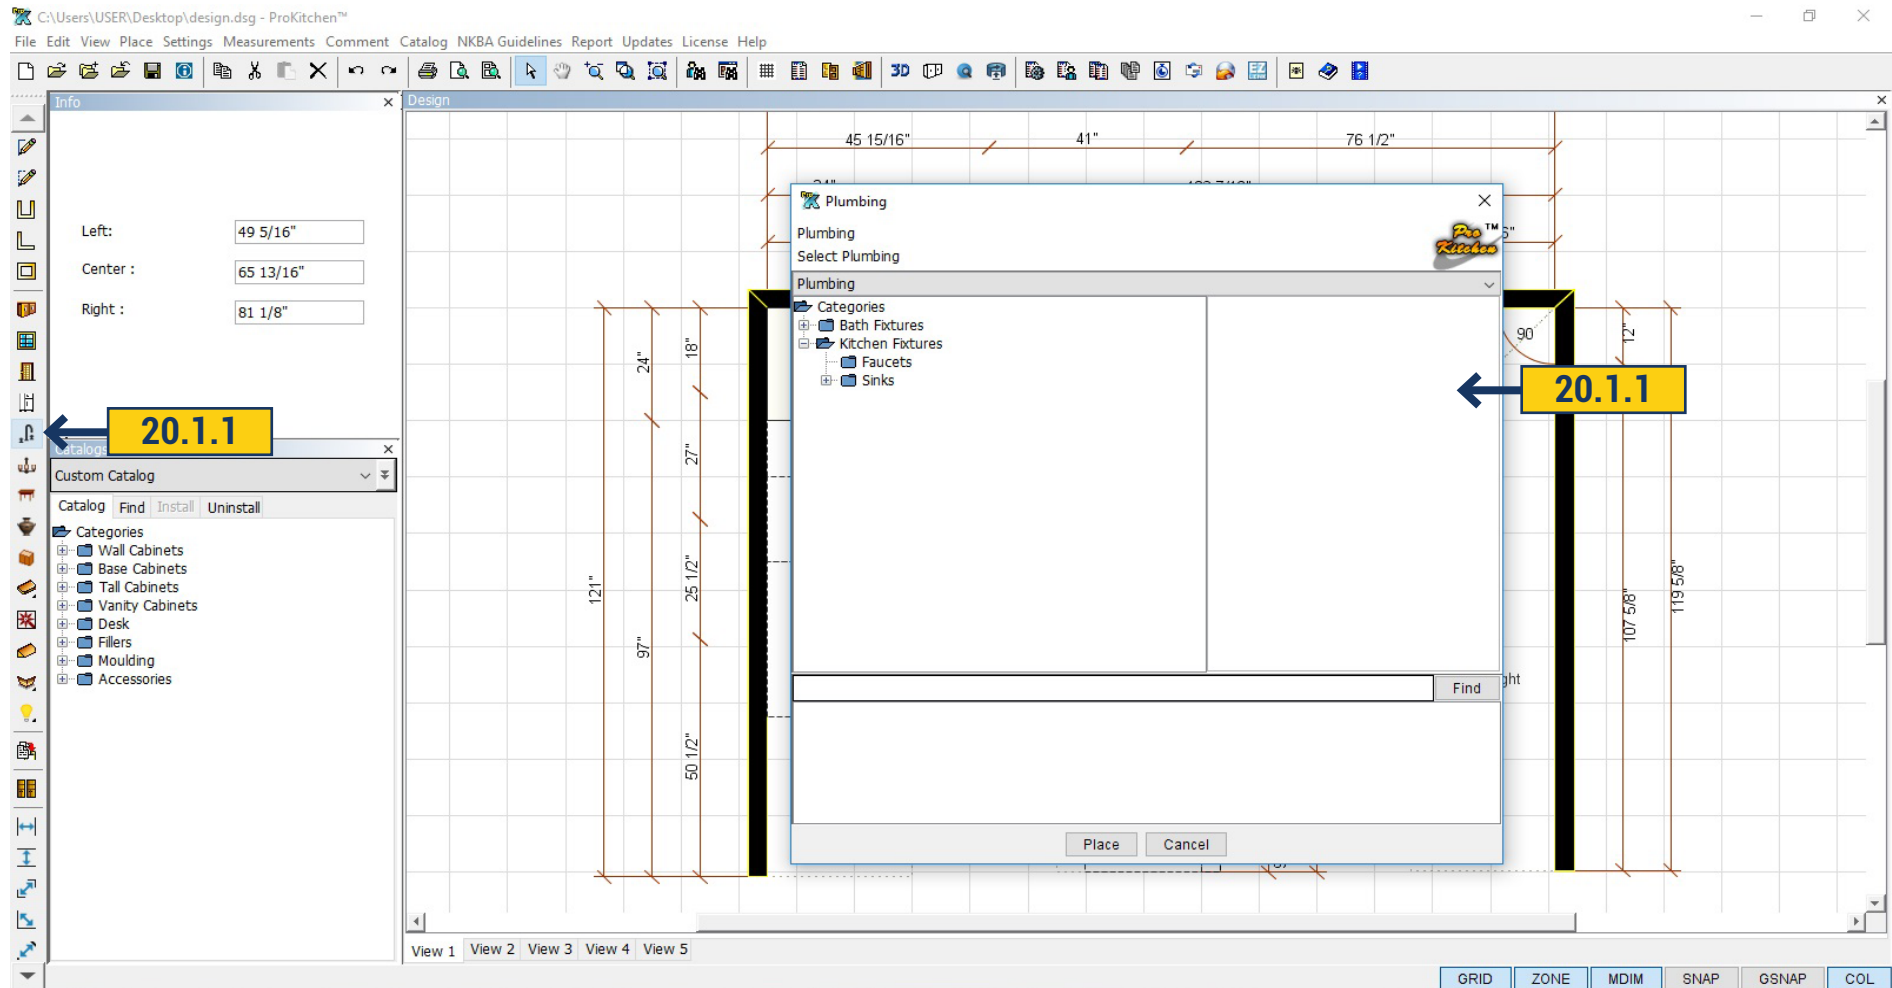 C:\Users\USER\Desktop\design.dsg - ProKitchen™
File Edit View Place Settings Measurements Comment Catalog NKBA Guidelines Report Updates License Help
3D
Info
Left:
49 5/16"
Center :
65 13/16"
Right :
81 1/8"
20.1.1
Catalogs
Custom Catalog
Catalog Find Install Uninstall
Categories
Wall Cabinets
Base Cabinets
Tall Cabinets
Vanity Cabinets
Desk
Fillers
Moulding
Accessories
Design
45 15/16"
41"
76 1/2"
24"
18"
27"
121"
25 1/2"
97"
50 1/2"
Plumbing
Plumbing
Select Plumbing
Pro Kitchen ™
Plumbing
Categories
Bath Fixtures
Kitchen Fixtures
Faucets
Sinks
20.1.1
Find
Place Cancel
90
12"
107 5/8"
119 5/8"
View 1 View 2 View 3 View 4 View 5
GRID ZONE MDIM SNAP GSNAP COL